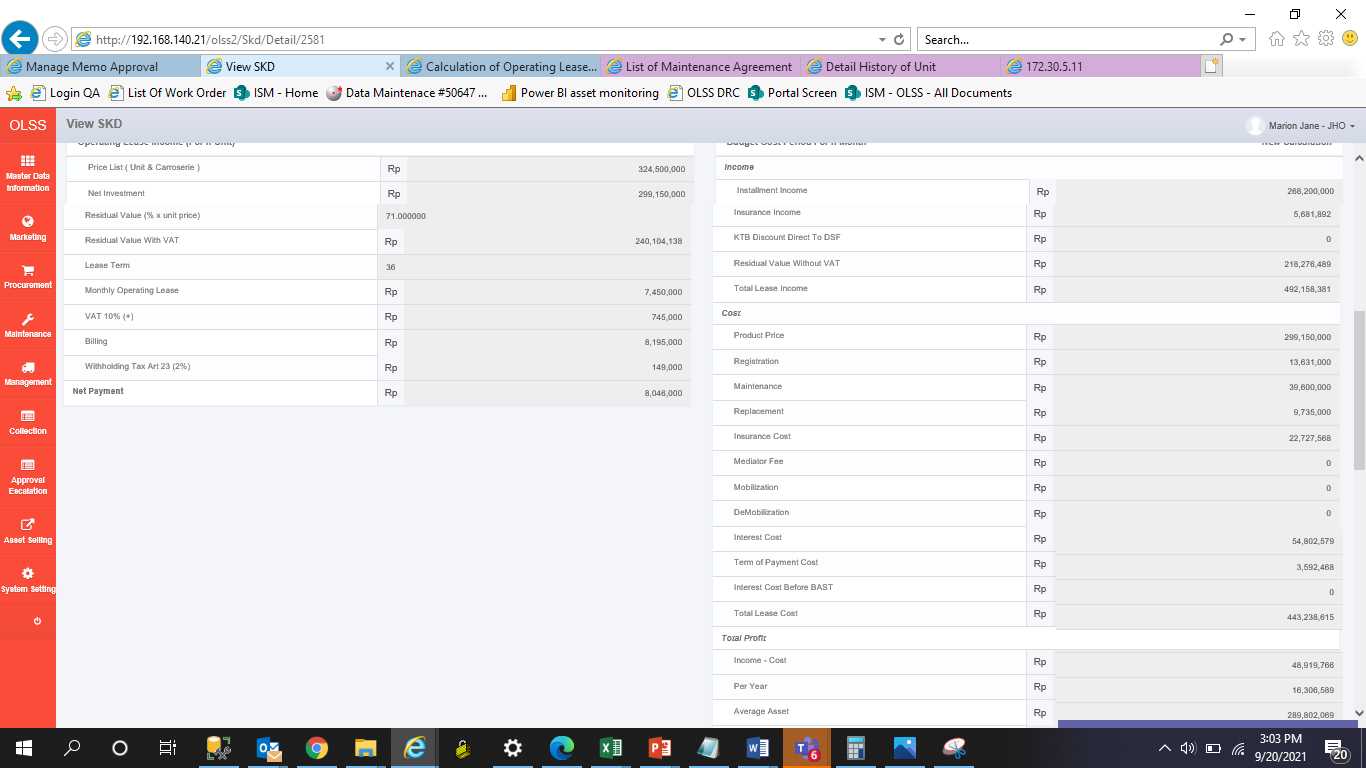 http://192.168.140.21/olss2/Skd/Detail/2581
Search...
Manage Memo Approval
View SKD
Calculation of Operating Lease...
List of Maintenance Agreement
Detail History of Unit
172.30.5.11
Login QA
List Of Work Order
ISM - Home
Data Maintenace #50647 ...
Power BI asset monitoring
OLSS DRC
Portal Screen
ISM - OLSS - All Documents
OLSS
View SKD
Marion Jane - JHO
Master Data
Information
Marketing
Procurement
Maintenance
Management
Collection
Approval
Escalation
Asset Selling
System Setting
Price List ( Unit & Carroserie ) Rp 324,500,000
Net Investment Rp 299,150,000
Residual Value (% x unit price) 71.000000
Residual Value With VAT Rp 240,104,138
Lease Term 36
Monthly Operating Lease Rp 7,450,000
VAT 10% (+) Rp 745,000
Billing Rp 8,195,000
Withholding Tax Art 23 (2%) Rp 149,000
Net Payment Rp 8,046,000
Income
Installment Income Rp 268,200,000
Insurance Income Rp 5,681,892
KTB Discount Direct To DSF Rp 0
Residual Value Without VAT Rp 218,276,489
Total Lease Income Rp 492,158,381
Cost
Product Price Rp 299,150,000
Registration Rp 13,631,000
Maintenance Rp 39,600,000
Replacement Rp 9,735,000
Insurance Cost Rp 22,727,568
Mediator Fee Rp 0
Mobilization Rp 0
DeMobilization Rp 0
Interest Cost Rp 54,802,579
Term of Payment Cost Rp 3,592,468
Interest Cost Before BAST Rp 0
Total Lease Cost Rp 443,238,615
Total Profit
Income - Cost Rp 48,919,766
Per Year Rp 16,306,589
Average Asset Rp 289,802,069
6
3:03 PM
9/20/2021
20